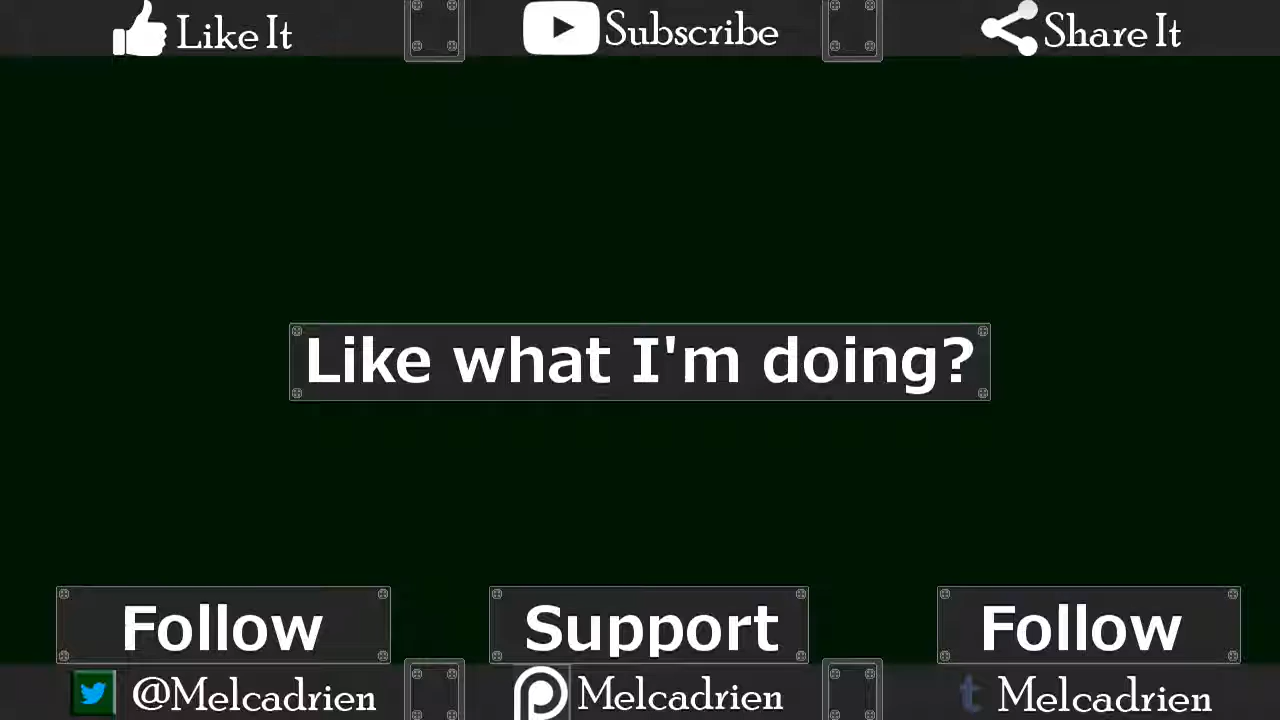 Like It
Subscribe
Share It
Like what I'm doing?
Follow
Support
Follow
@Melcadrien
Melcadrien
Melcadrien